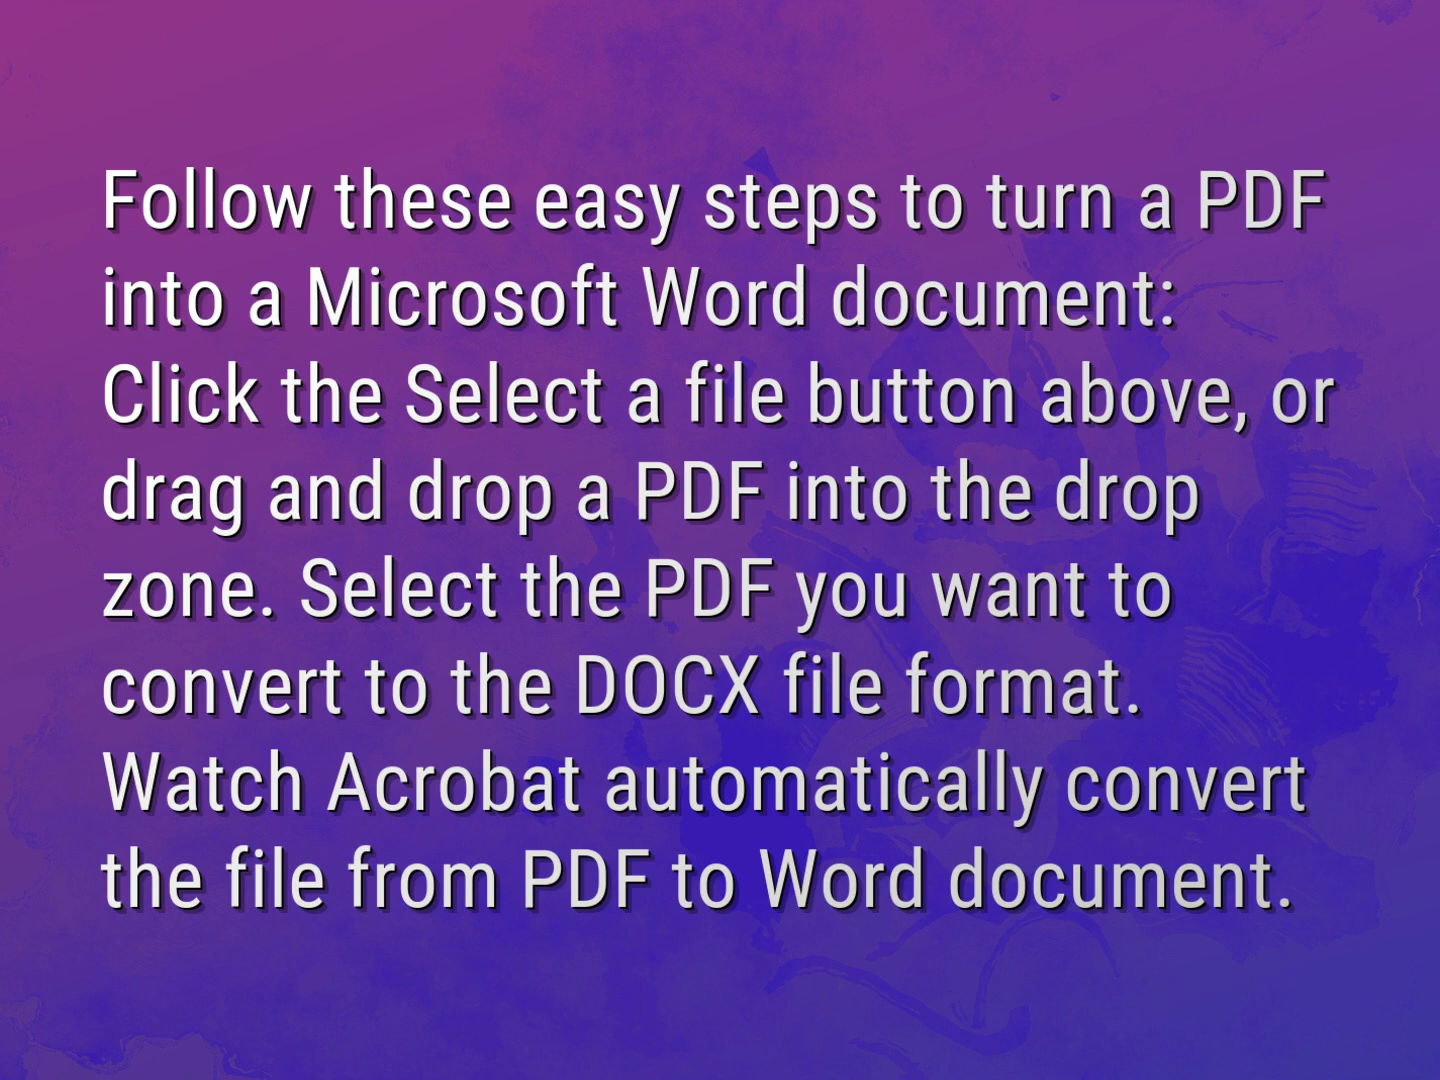 Follow these easy steps to turn a PDF
into a Microsoft Word document:
Click the Select a file button above, or
drag and drop a PDF into the drop
zone. Select the PDF you want to
convert to the DOCX file format.
Watch Acrobat automatically convert
the file from PDF to Word document.